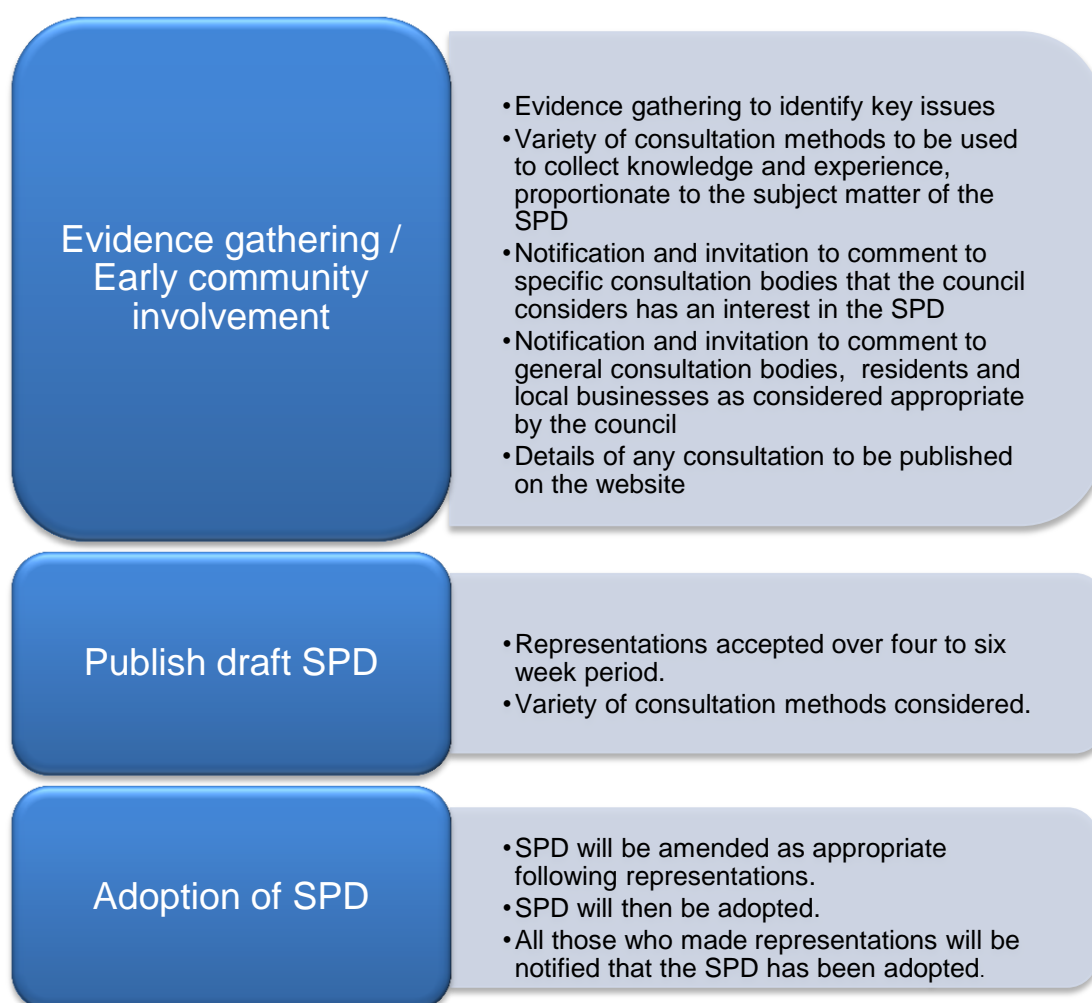 Evidence gathering /
Early community
involvement
•Evidence gathering to identify key issues
•Variety of consultation methods to be used
to collect knowledge and experience,
proportionate to the subject matter of the
SPD
•Notification and invitation to comment to
specific consultation bodies that the council
considers has an interest in the SPD
•Notification and invitation to comment to
general consultation bodies,  residents and
local businesses as considered appropriate
by the council
•Details of any consultation to be published
on the website
Publish draft SPD
•Representations accepted over four to six
week period.
•Variety of consultation methods considered.
Adoption of SPD
•SPD will be amended as appropriate
following representations.
•SPD will then be adopted.
•All those who made representations will be
notified that the SPD has been adopted.